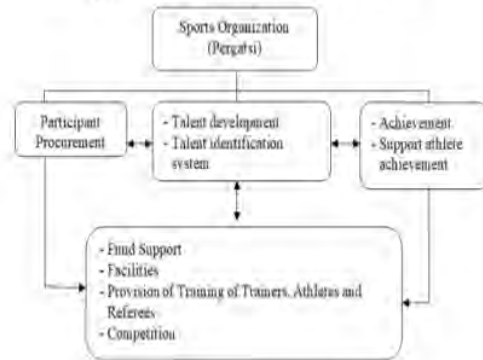 Sports Organization
(Pergatsi)
Participant
Procurement
- Talent development
- Talent identification
system
- Achievement
- Support athlete
achievement
- Fund Support
- Facilities
- Provision of Training of Trainers, Athletes and
Referees
- Competition